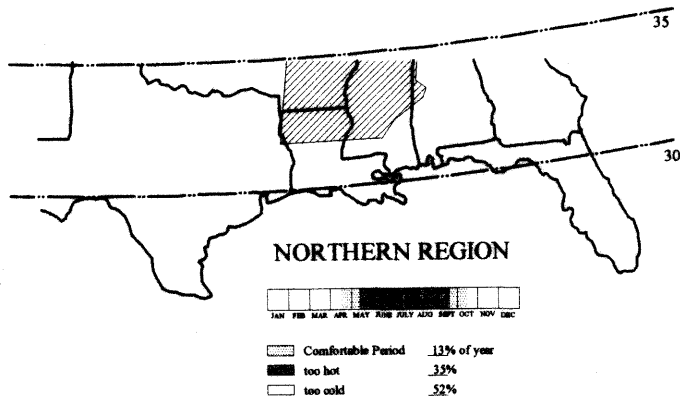 35
30
NORTHERN REGION
JAN FEB MAR APR MAY JUNE JULY AUG SEPT OCT NOV DEC
Comfortable Period 13% of year
too hot 35%
too cold 52%